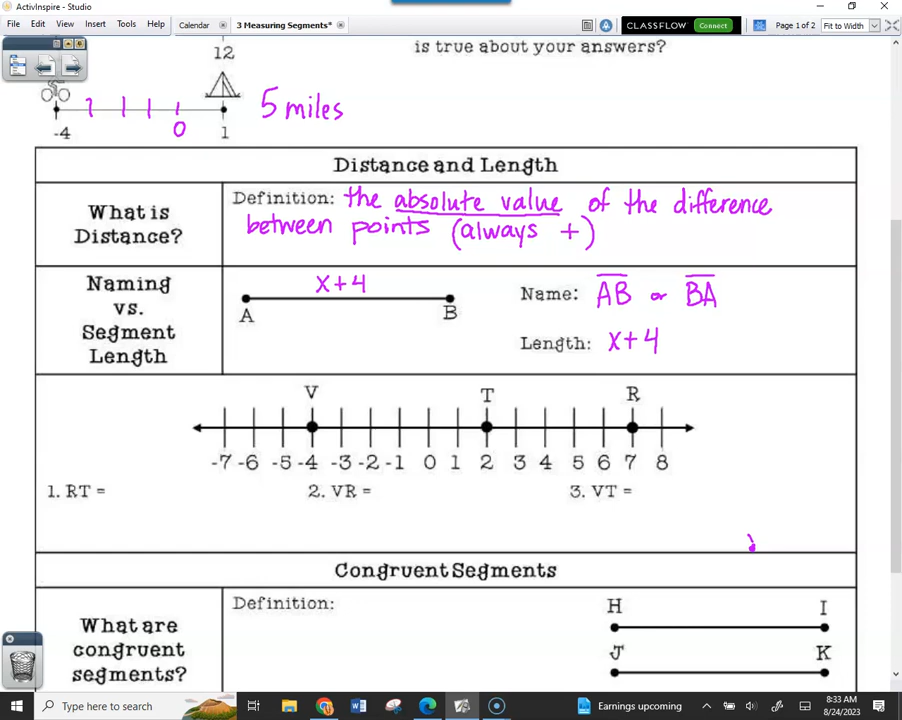 ActivInspire - Studio
File Edit View Insert Tools Help
Calendar 3 Measuring Segments*
CLASSFLOW Connect
Page 1 of 2 Fit to Width
12 is true about your answers?
5 miles
-4 0 1
Distance and Length
What is Distance?
Definition: the absolute value of the difference
between points (always +)
Naming vs. Segment Length
x+4
A B
Name: AB or BA
Length: x+4
V T R
-7 -6 -5 -4 -3 -2 -1 0 1 2 3 4 5 6 7 8
1. RT = 2. VR = 3. VT =
Congruent Segments
What are congruent segments?
Definition:
H I
J K
Type here to search
Earnings upcoming
8:33 AM
8/24/2023